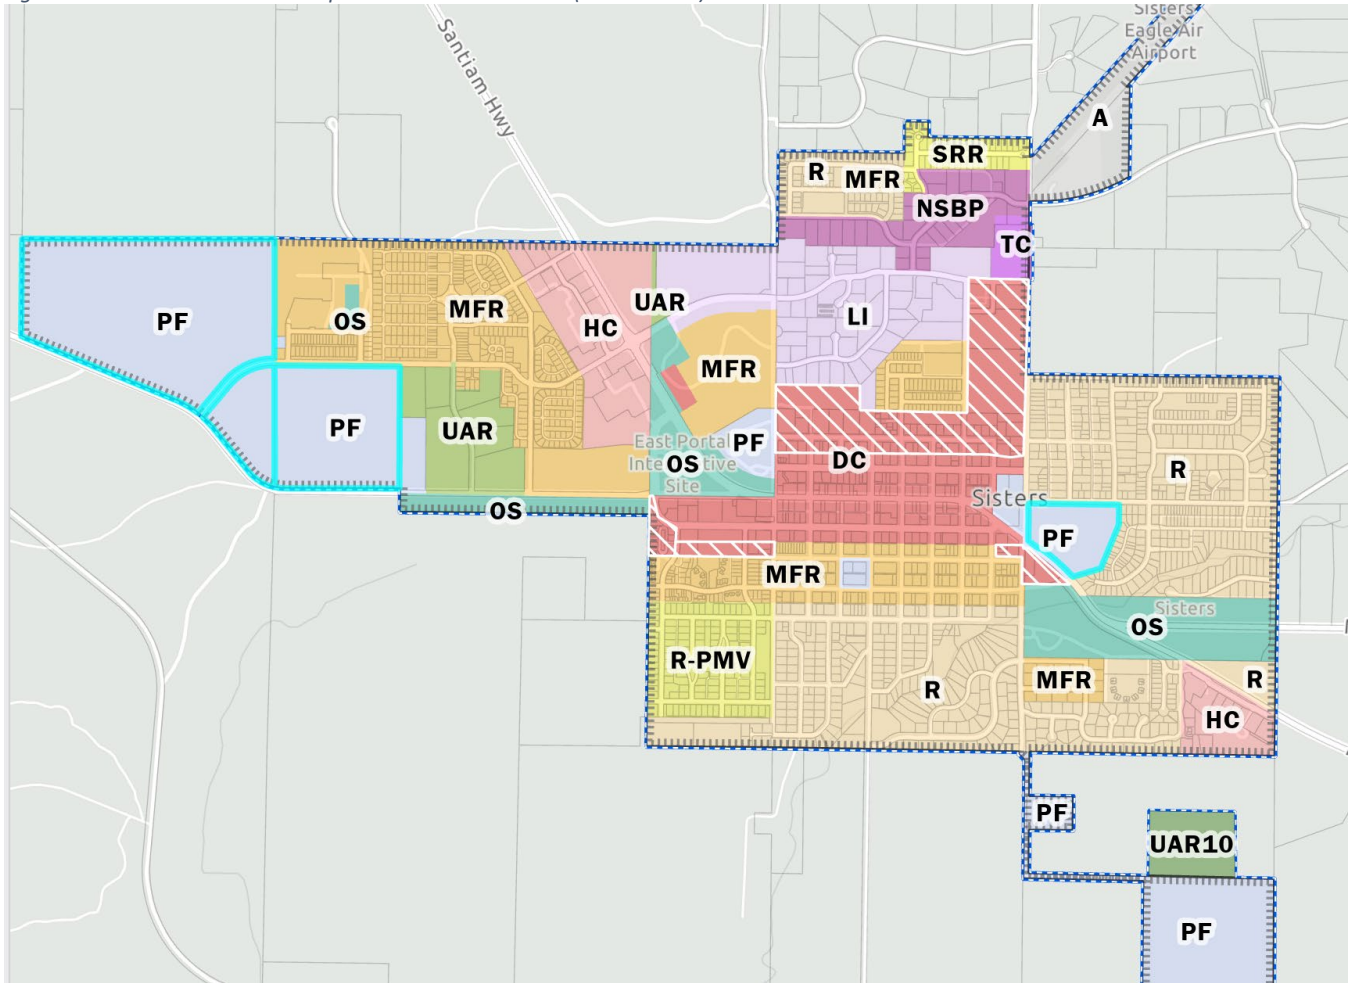 Sisters
Eagle Air
Airport
Santiam Hwy
A
SRR
R
MFR
NSBP
TC
UAR
PF
OS
MFR
HC
LI
MFR
PF
UAR
East Portal
Interpretive
Site
OS
PF
DC
R
Sisters
OS
PF
MFR
Sisters
OS
R-PMV
R
MFR
R
HC
PF
UAR10
PF